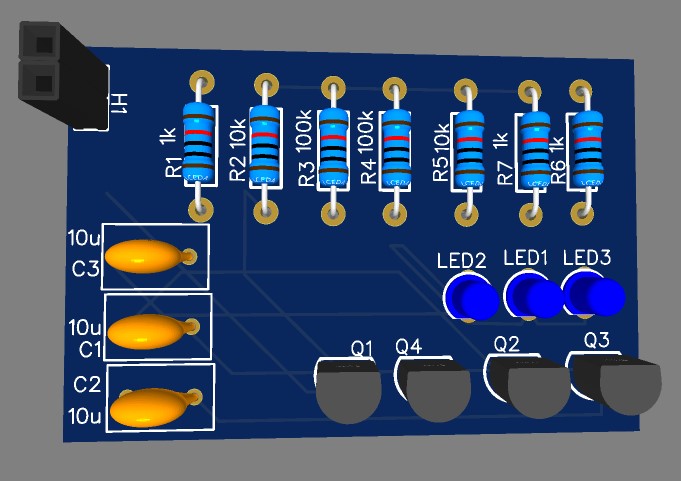 H1
R1 1k
R2 10k
R3 100k
R4 100k
R5 10k
R7 1k
R6 1k
10u
C3
10u
C1
C2
10u
LED2 LED1 LED3
Q1 Q4 Q2 Q3